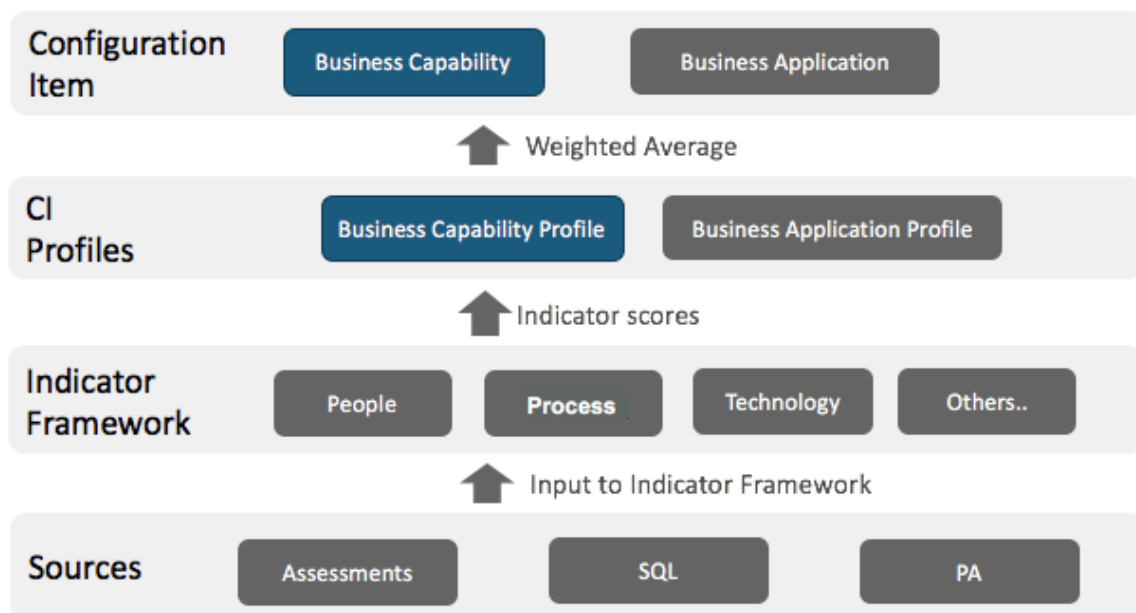 Configuration
Item
Business Capability
Business Application
Weighted Average
CI
Profiles
Business Capability Profile
Business Application Profile
Indicator scores
Indicator
Framework
People
Process
Technology
Others..
Input to Indicator Framework
Sources
Assessments
SQL
PA